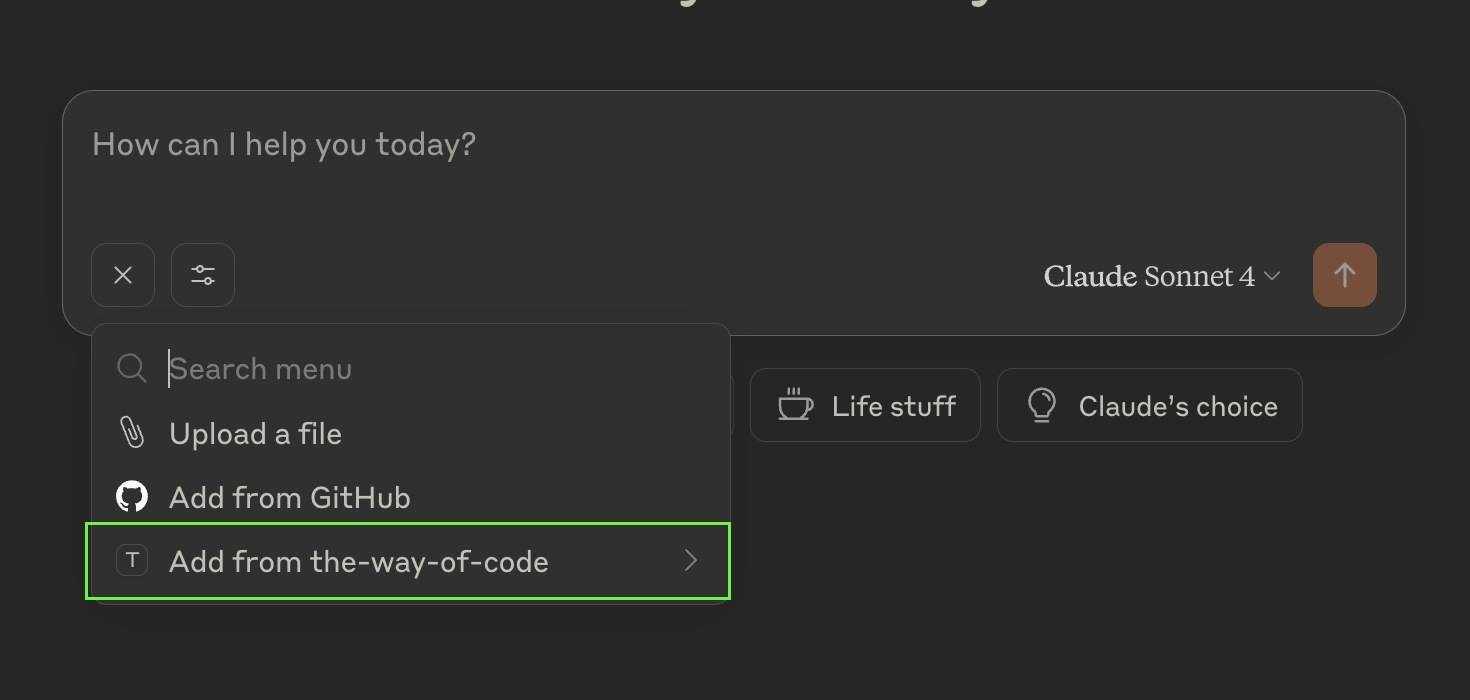 How can I help you today?
Claude Sonnet 4
Search menu
Upload a file
Life stuff
Claude’s choice
Add from GitHub
T Add from the-way-of-code